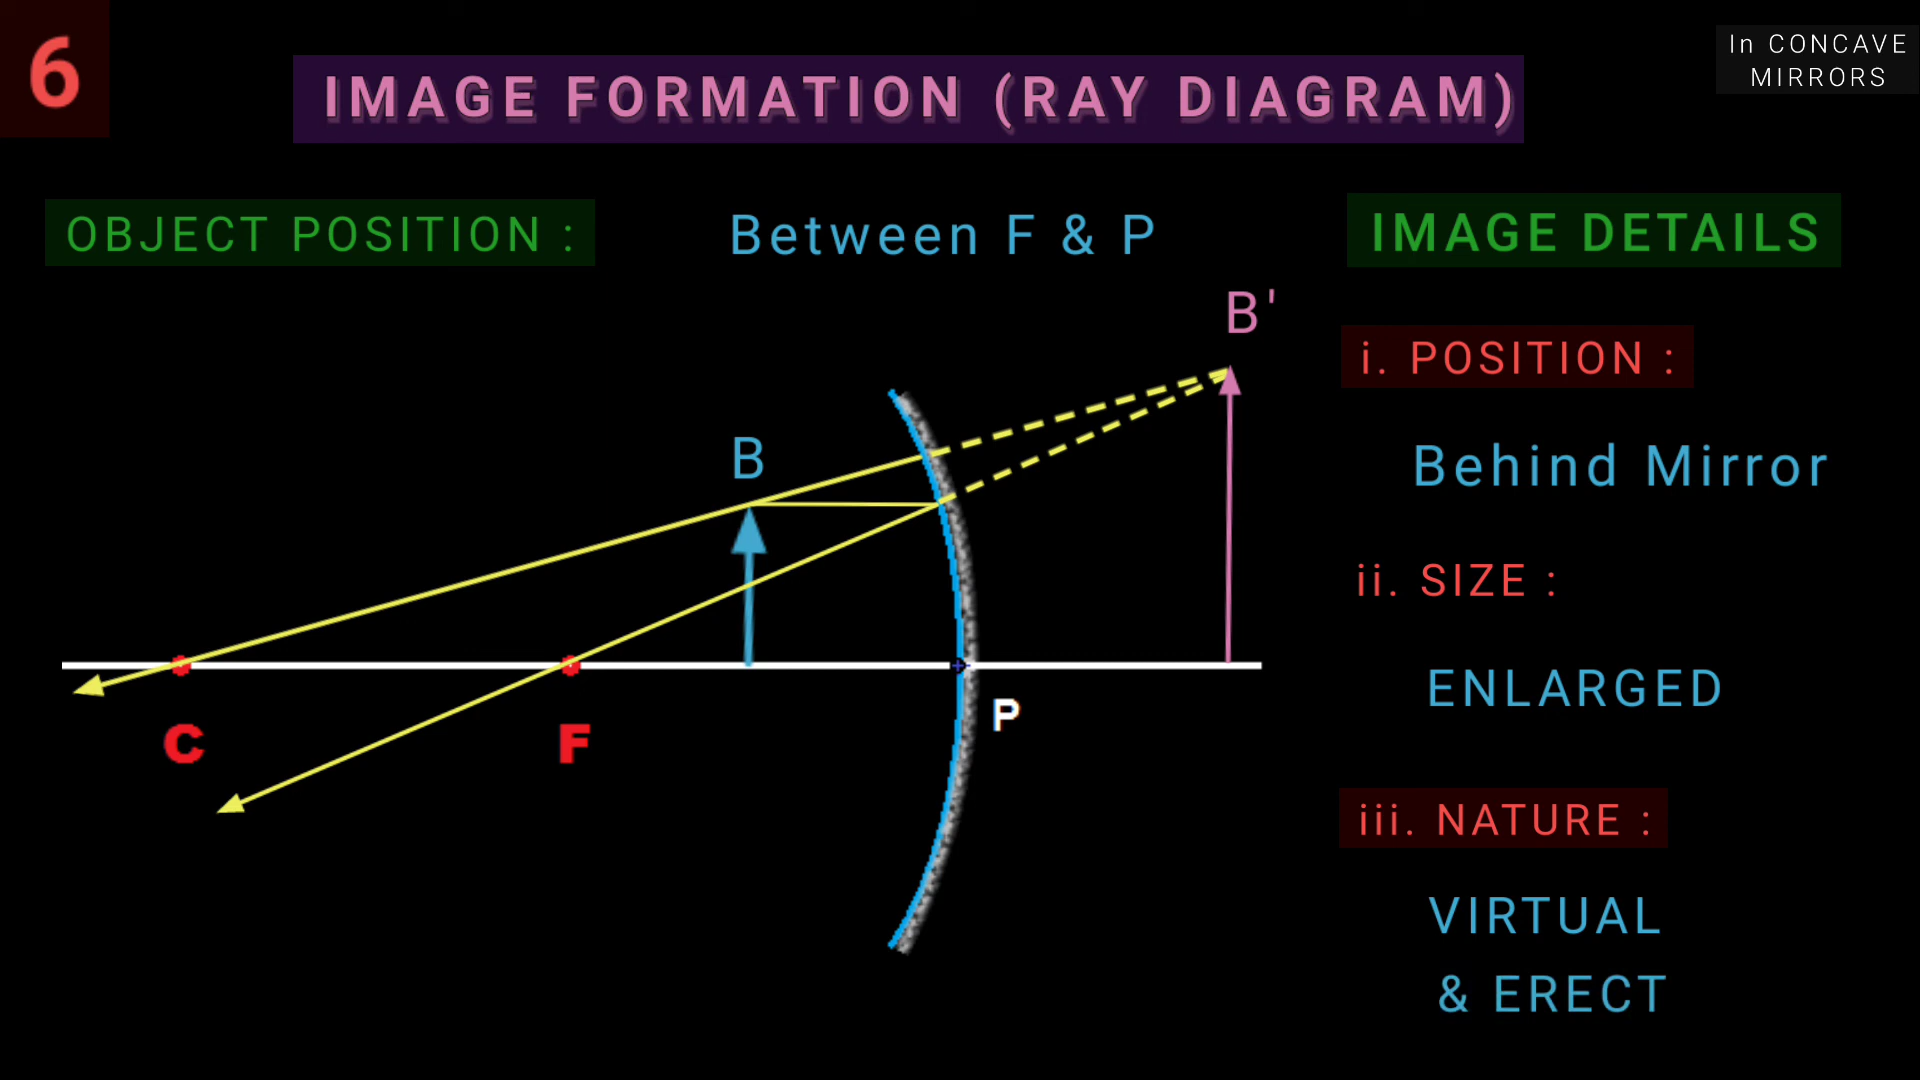 6
In CONCAVE
MIRRORS
IMAGE FORMATION (RAY DIAGRAM)
OBJECT POSITION :
Between F & P
IMAGE DETAILS
B'
i. POSITION :
B
Behind Mirror
ii. SIZE :
ENLARGED
P
C
F
iii. NATURE :
VIRTUAL
& ERECT